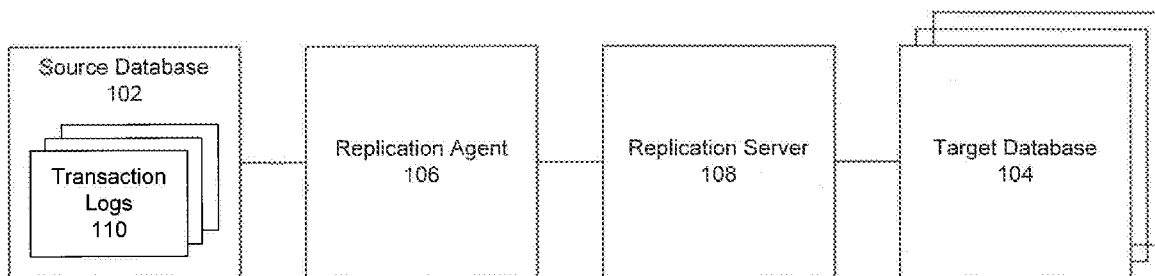 Source Database
102
Transaction
Logs
110
Replication Agent
106
Replication Server
108
Target Database
104